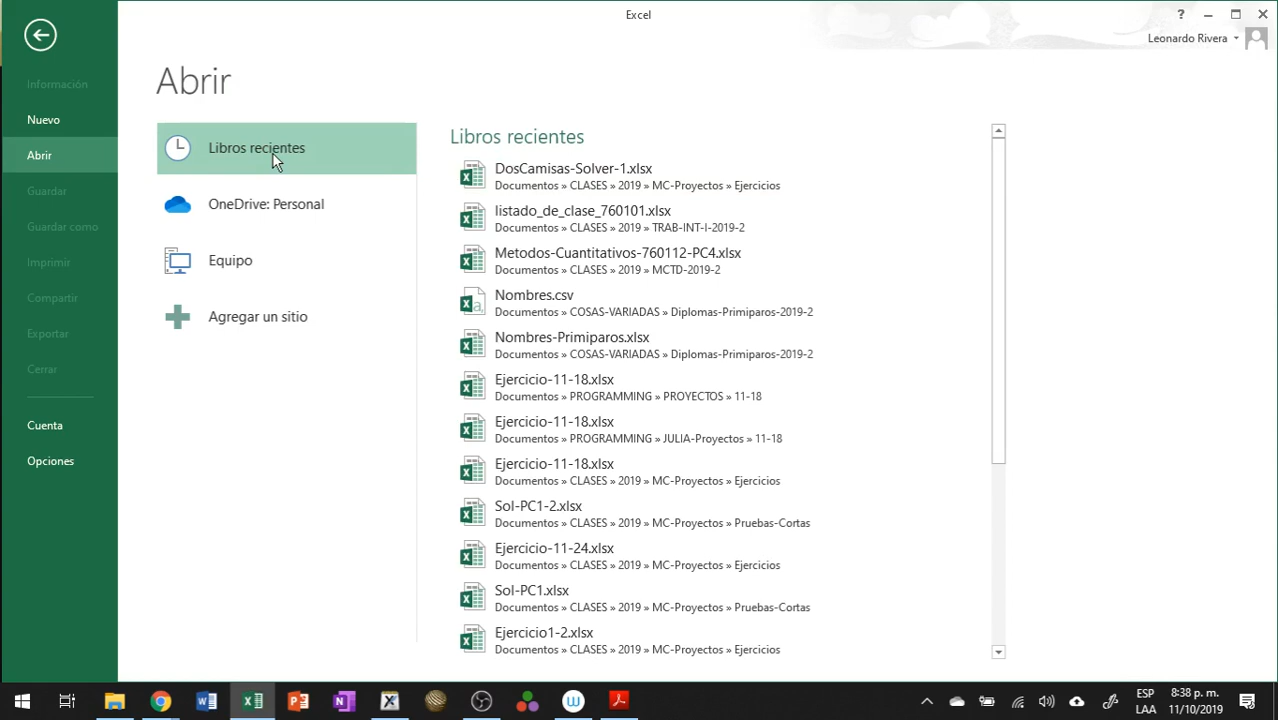 Excel
?
Leonardo Rivera
Información
Nuevo
Abrir
Guardar
Guardar como
Imprimir
Compartir
Exportar
Cerrar
Cuenta
Opciones
Abrir
Libros recientes
OneDrive: Personal
Equipo
Agregar un sitio
Libros recientes
DosCamisas-Solver-1.xlsx
Documentos » CLASES » 2019 » MC-Proyectos » Ejercicios
listado_de_clase_760101.xlsx
Documentos » CLASES » 2019 » TRAB-INT-I-2019-2
Metodos-Cuantitativos-760112-PC4.xlsx
Documentos » CLASES » 2019 » MCTD-2019-2
Nombres.csv
Documentos » COSAS-VARIADAS » Diplomas-Primiparos-2019-2
Nombres-Primiparos.xlsx
Documentos » COSAS-VARIADAS » Diplomas-Primiparos-2019-2
Ejercicio-11-18.xlsx
Documentos » PROGRAMMING » PROYECTOS » 11-18
Ejercicio-11-18.xlsx
Documentos » PROGRAMMING » JULIA-Proyectos » 11-18
Ejercicio-11-18.xlsx
Documentos » CLASES » 2019 » MC-Proyectos » Ejercicios
Sol-PC1-2.xlsx
Documentos » CLASES » 2019 » MC-Proyectos » Pruebas-Cortas
Ejercicio-11-24.xlsx
Documentos » CLASES » 2019 » MC-Proyectos » Ejercicios
Sol-PC1.xlsx
Documentos » CLASES » 2019 » MC-Proyectos » Pruebas-Cortas
Ejercicio1-2.xlsx
Documentos » CLASES » 2019 » MC-Proyectos » Ejercicios
ESP
LAA
8:38 p. m.
11/10/2019